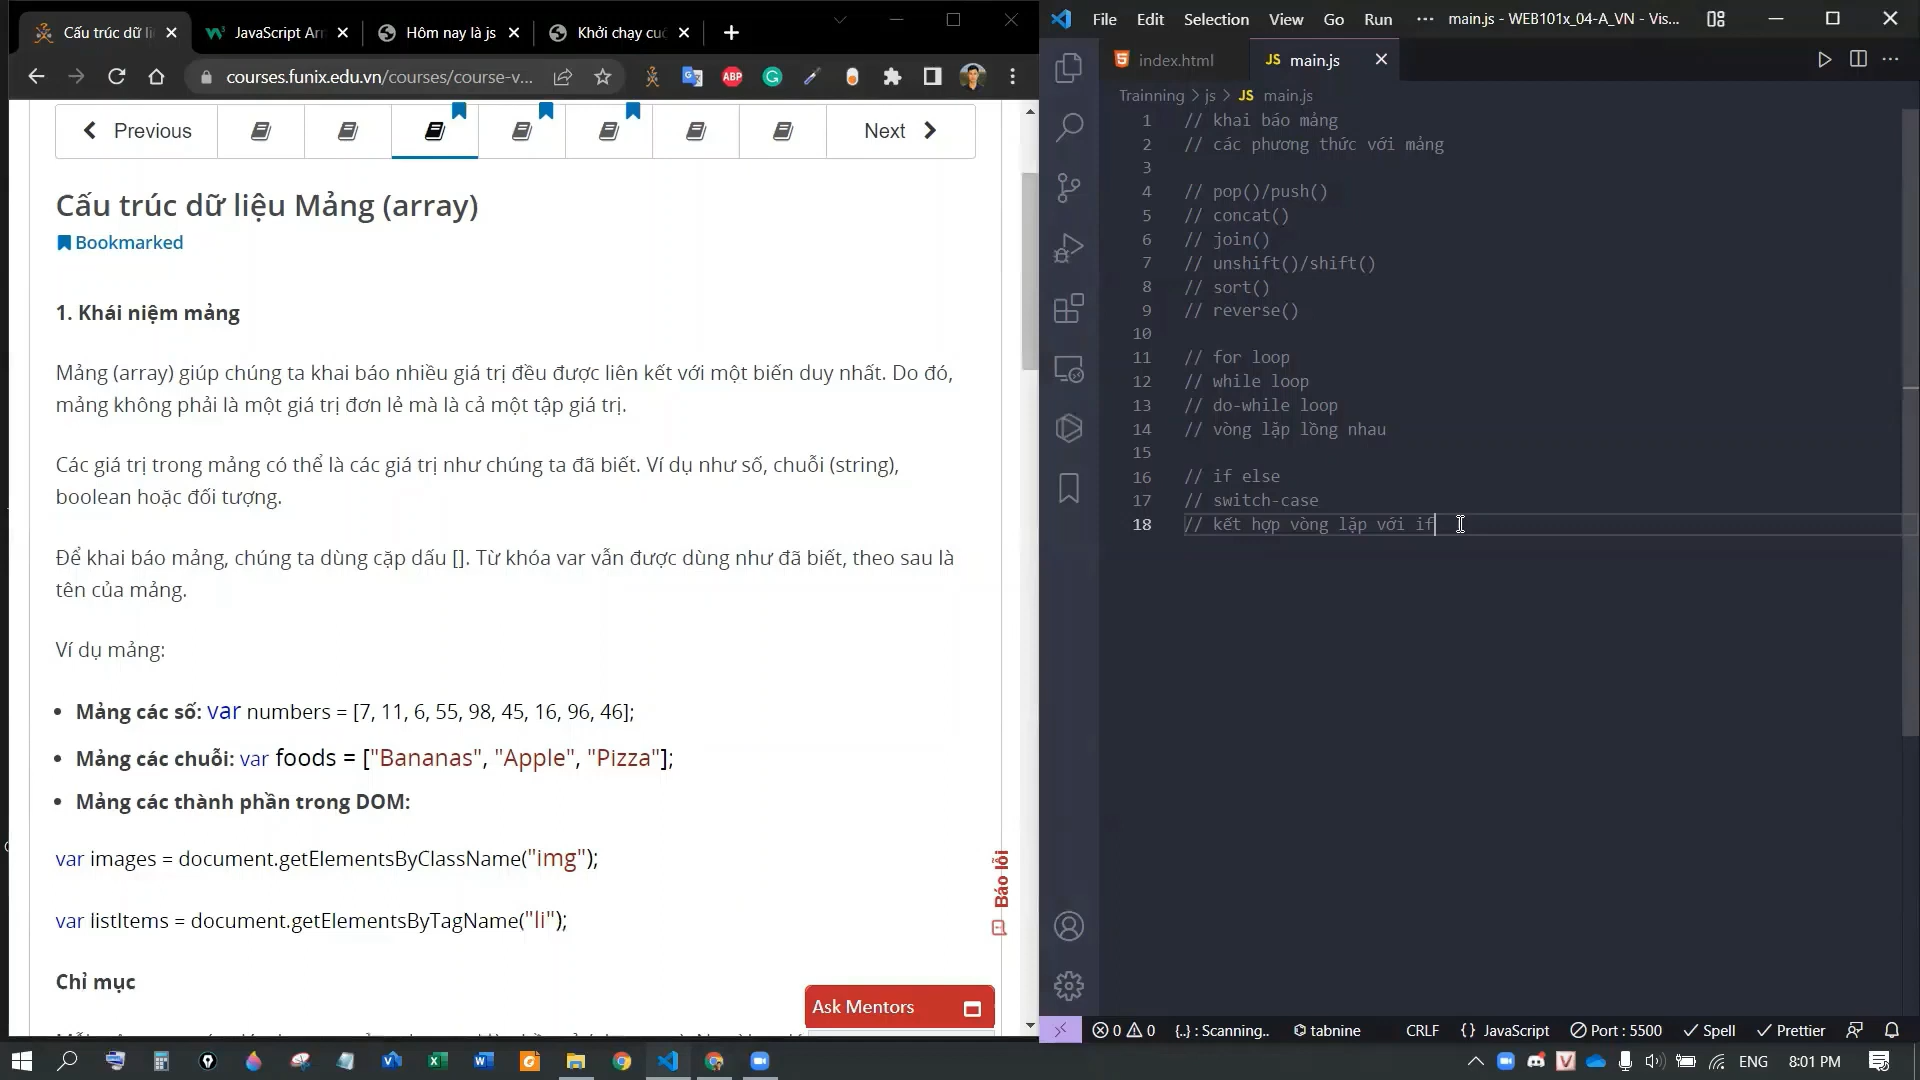 Cấu trúc dữ li
JavaScript Arr
Hôm nay là js
Khởi chạy cuc
courses.funix.edu.vn/courses/course-v...
Previous
Next
Cấu trúc dữ liệu Mảng (array)
Bookmarked
1. Khái niệm mảng
Mảng (array) giúp chúng ta khai báo nhiều giá trị đều được liên kết với một biến duy nhất. Do đó,
mảng không phải là một giá trị đơn lẻ mà là cả một tập giá trị.
Các giá trị trong mảng có thể là các giá trị như chúng ta đã biết. Ví dụ như số, chuỗi (string),
boolean hoặc đối tượng.
Để khai báo mảng, chúng ta dùng cặp dấu []. Từ khóa var vẫn được dùng như đã biết, theo sau là
tên của mảng.
Ví dụ mảng:
• Mảng các số: var numbers = [7, 11, 6, 55, 98, 45, 16, 96, 46];
• Mảng các chuỗi: var foods = ["Bananas", "Apple", "Pizza"];
• Mảng các thành phần trong DOM:
var images = document.getElementsByClassName("img");
var listItems = document.getElementsByTagName("li");
Chỉ mục
Báo lỗi
Ask Mentors
File Edit Selection View Go Run ··· main.js - WEB101x_04-A_VN - Vis...
index.html
JS main.js
Trainning > js > JS main.js
1 // khai báo mảng
2 // các phương thức với mảng
3
4 // pop()/push()
5 // concat()
6 // join()
7 // unshift()/shift()
8 // sort()
9 // reverse()
10
11 // for loop
12 // while loop
13 // do-while loop
14 // vòng lặp lồng nhau
15
16 // if else
17 // switch-case
18 // kết hợp vòng lặp với if
0 0 {..} : Scanning.. tabnine CRLF {} JavaScript Port : 5500 Spell Prettier
ENG 8:01 PM